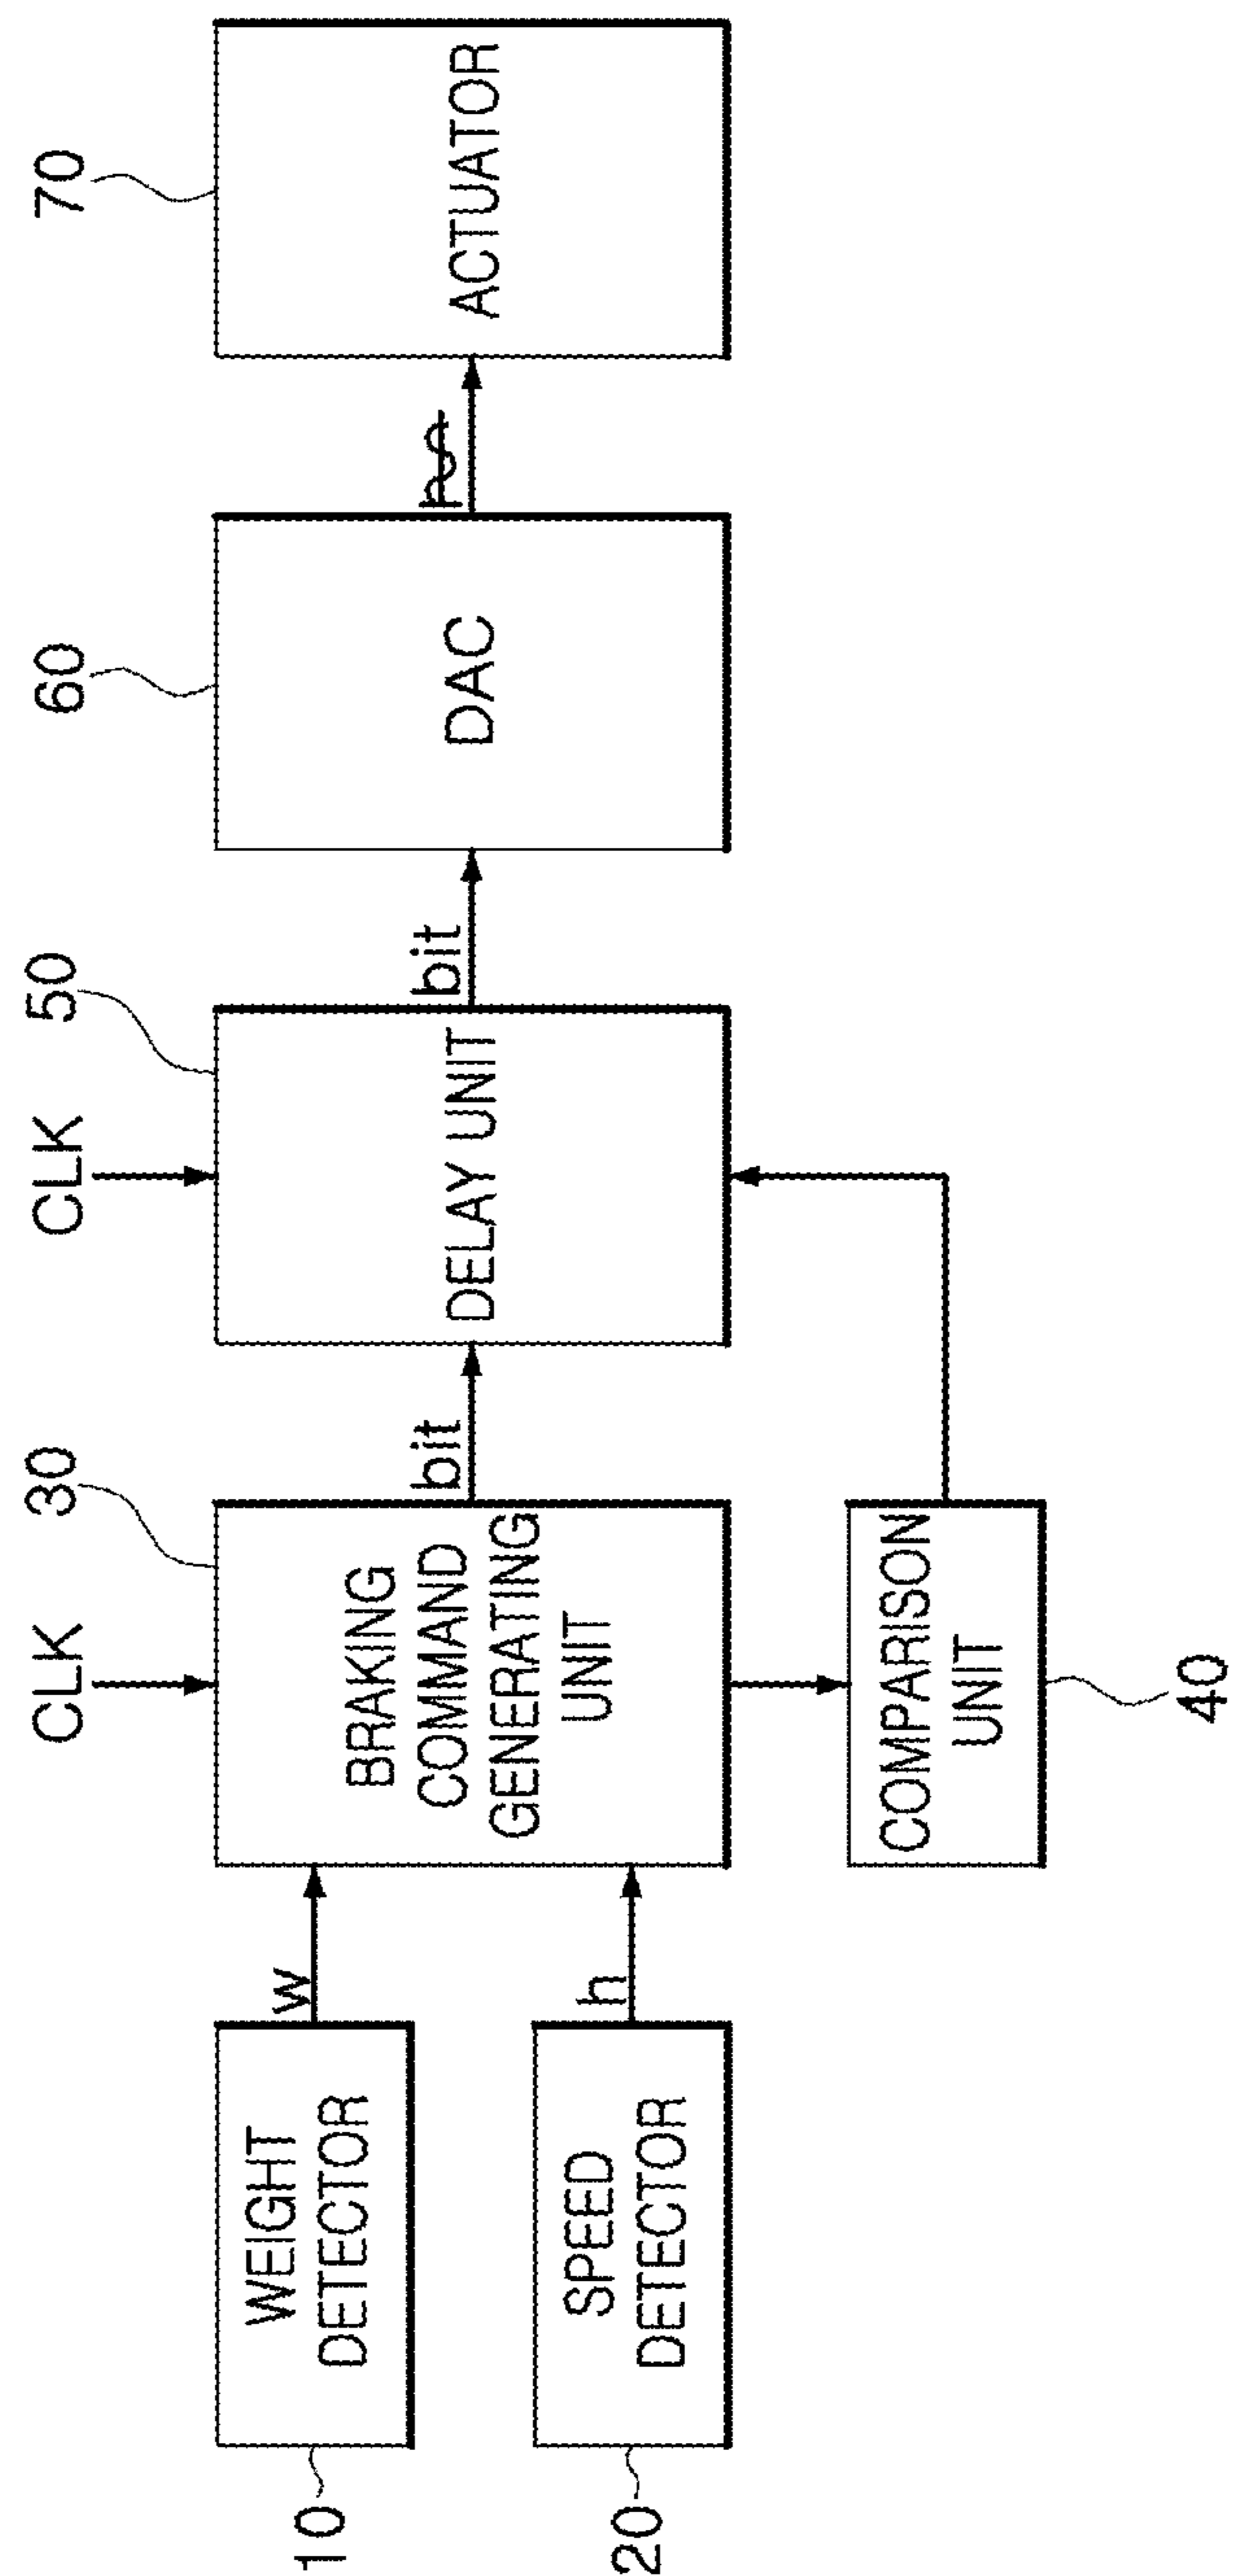 10
WEIGHT
DETECTOR
w
20
SPEED
DETECTOR
h
CLK
30
BRAKING
COMMAND
GENERATING
UNIT
bit
COMPARISON
UNIT
40
CLK
50
DELAY UNIT
bit
60
DAC
70
ACTUATOR